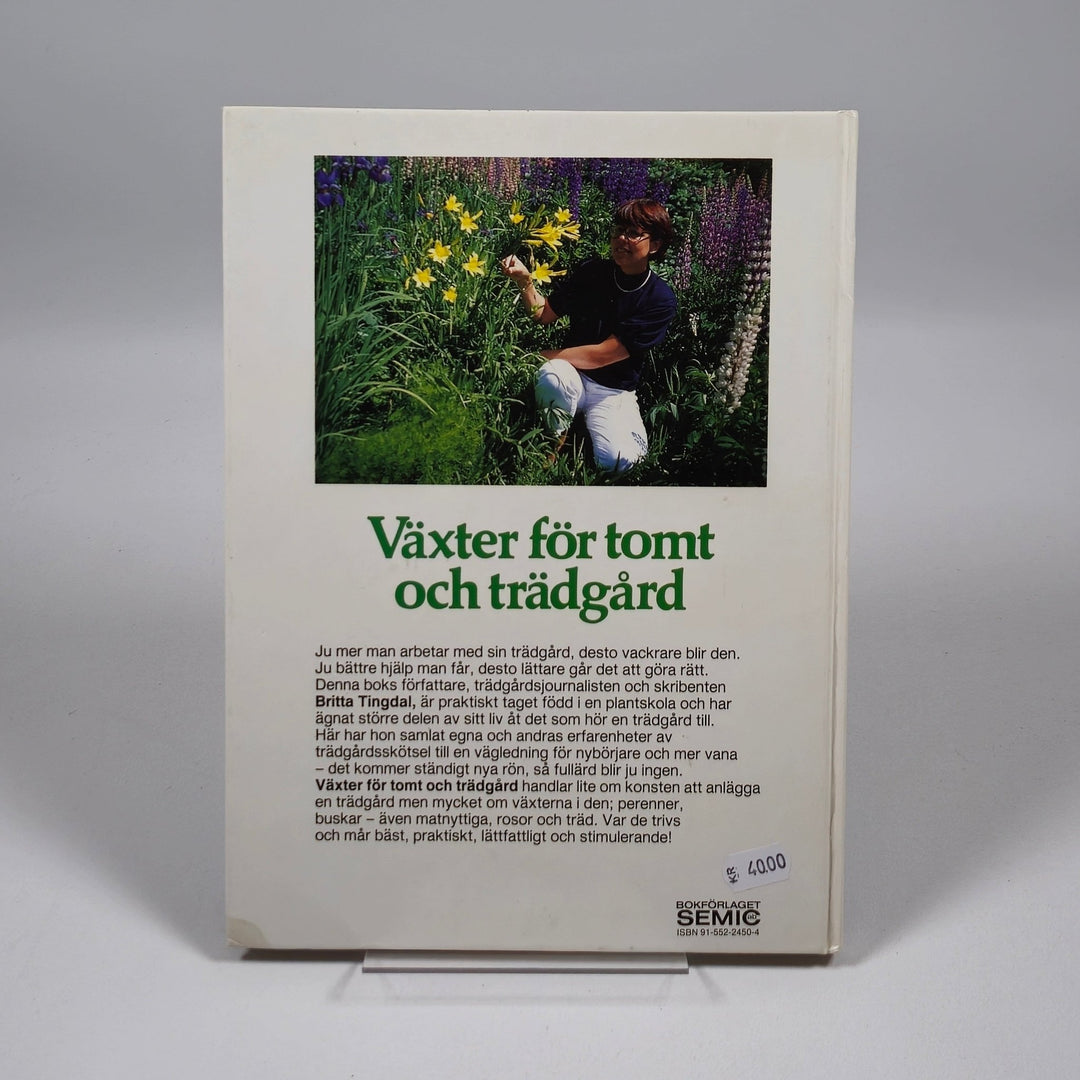 Växter för tomt
och trädgård
Ju mer man arbetar med sin trädgård, desto vackrare blir den.
Ju bättre hjälp man får, desto lättare går det att göra rätt.
Denna boks författare, trädgårdsjournalisten och skribenten
Britta Tingdal, är praktiskt taget född i en plantskola och har
ägnat större delen av sitt liv åt det som hör en trädgård till.
Här har hon samlat egna och andras erfarenheter av
trädgårdsskötsel till en vägledning för nybörjare och mer vana
– det kommer ständigt nya rön, så fullärd blir ju ingen.
Växter för tomt och trädgård handlar lite om konsten att anlägga
en trädgård men mycket om växterna i den; perenner,
buskar – även matnyttiga, rosor och träd. Var de trivs
och mår bäst, praktiskt, lättfattligt och stimulerande!
KR. 40.00
BOKFÖRLAGET
SEMIC ab
ISBN 91-552-2450-4